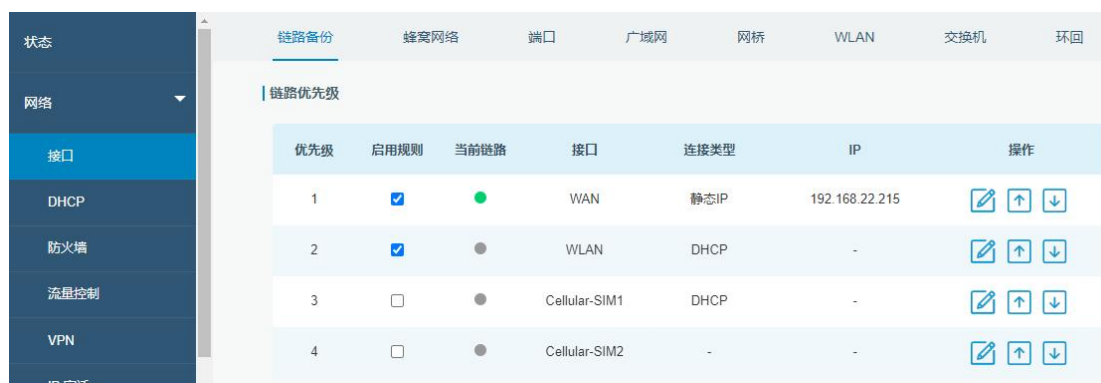 状态
网络
接口
DHCP
防火墙
流量控制
VPN
链路备份 蜂窝网络 端口 广域网 网桥 WLAN 交换机 环回
链路优先级
优先级 启用规则 当前链路 接口 连接类型 IP 操作
1 WAN 静态IP 192.168.22.215
2 WLAN DHCP -
3 Cellular-SIM1 DHCP -
4 Cellular-SIM2 - -